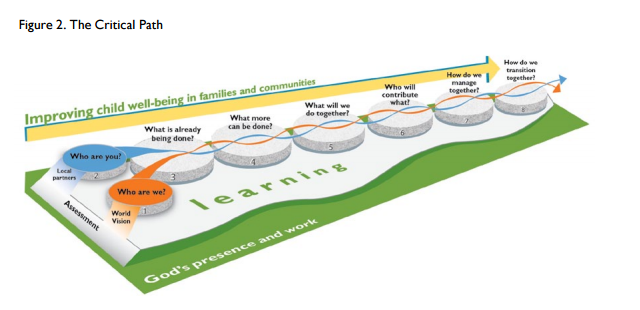 Figure 2. The Critical Path
Improving child well-being in families and communities
How do we
transition
together?
How do we
manage
together?
Who will
contribute
what?
What will we
do together?
What more
can be done?
What is already
being done?
Who are you?
Local
partners
Who are we?
World
Vision
Assessment
1
2
3
4
5
6
7
8
learning
God's presence and work